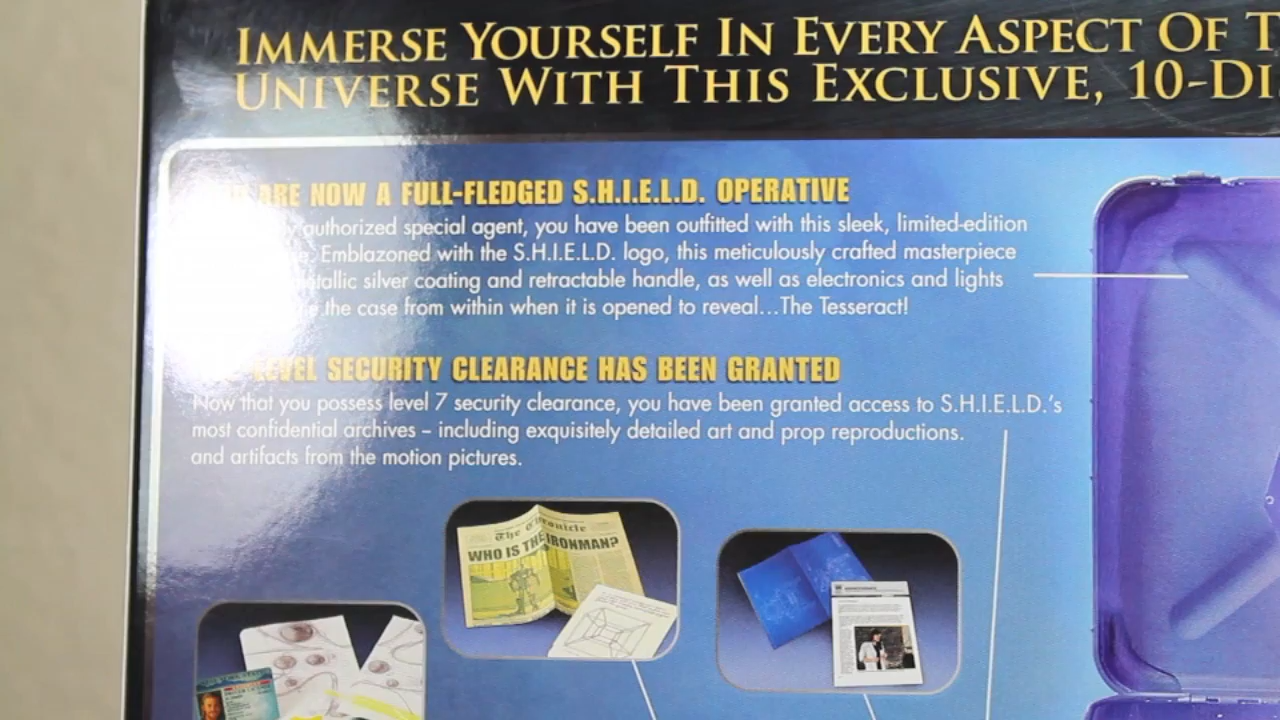 IMMERSE YOURSELF IN EVERY ASPECT OF
UNIVERSE WITH THIS EXCLUSIVE, 10-DI
ARE NOW A FULL-FLEDGED S.H.I.E.L.D. OPERATIVE
authorized special agent, you have been outfitted with this sleek, limited-edition
Emblazoned with the S.H.I.E.L.D. logo, this meticulously crafted masterpiece
silver coating and retractable handle, as well as electronics and lights
the case from within when it is opened to reveal...The Tesseract!
LEVEL SECURITY CLEARANCE HAS BEEN GRANTED
Now that you possess level 7 security clearance, you have been granted access to S.H.I.E.L.D.'s
most confidential archives – including exquisitely detailed art and prop reproductions.
and artifacts from the motion pictures.
The Chronicle
WHO IS THE IRONMAN?